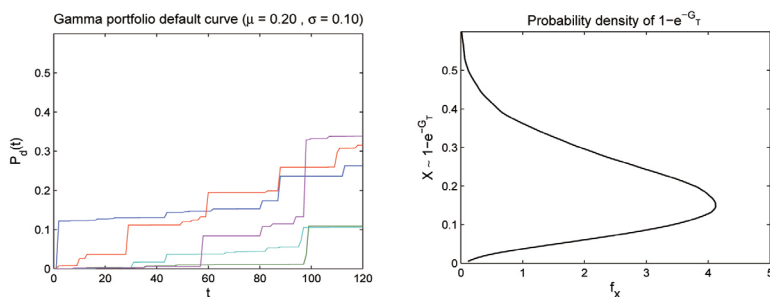 Gamma portfolio default curve (μ = 0.20 , σ = 0.10)
0.5
0.4
0.3
0.2
0.1
0
P_d(t)
0 20 40 60 80 100 120
t
Probability density of 1−e^{−G_T}
0.5
0.4
0.3
0.2
0.1
0
X ~ 1−e^{−G_T}
0 1 2 3 4 5
f_X